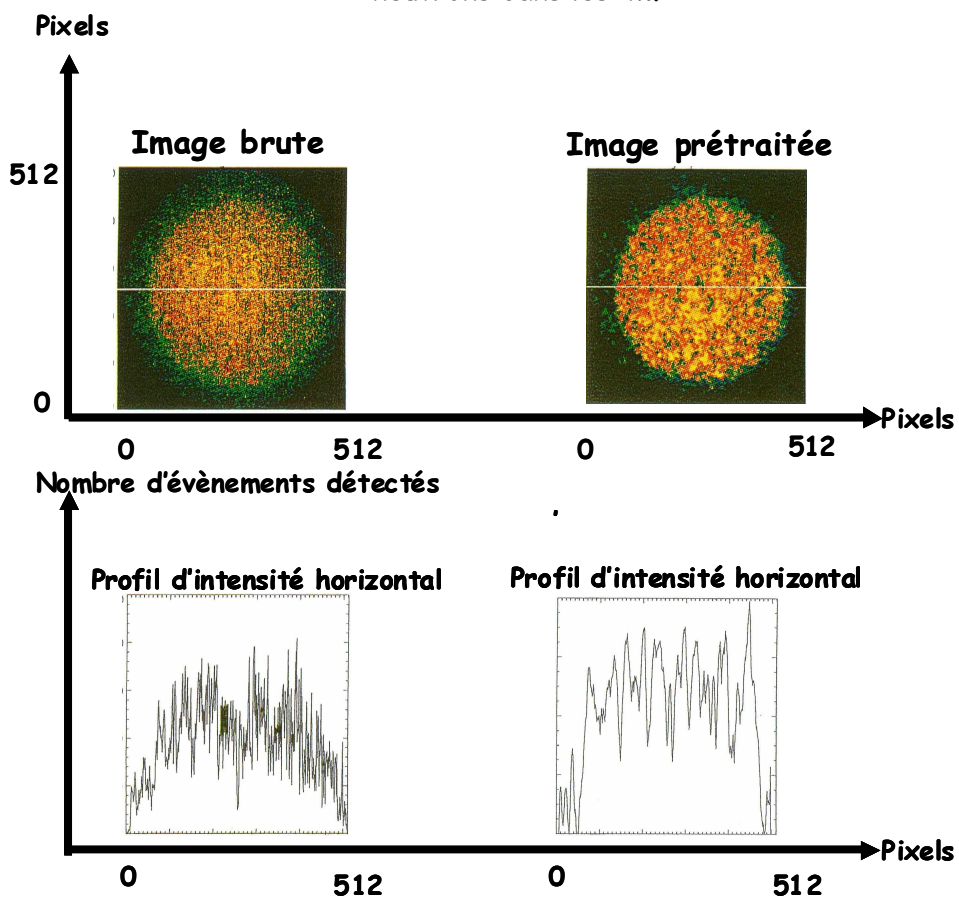 Pixels
Image brute
Image prétraitée
512
0
Pixels
0
512
0
512
Nombre d'évènements détectés
Profil d'intensité horizontal
Profil d'intensité horizontal
Pixels
0
512
0
512